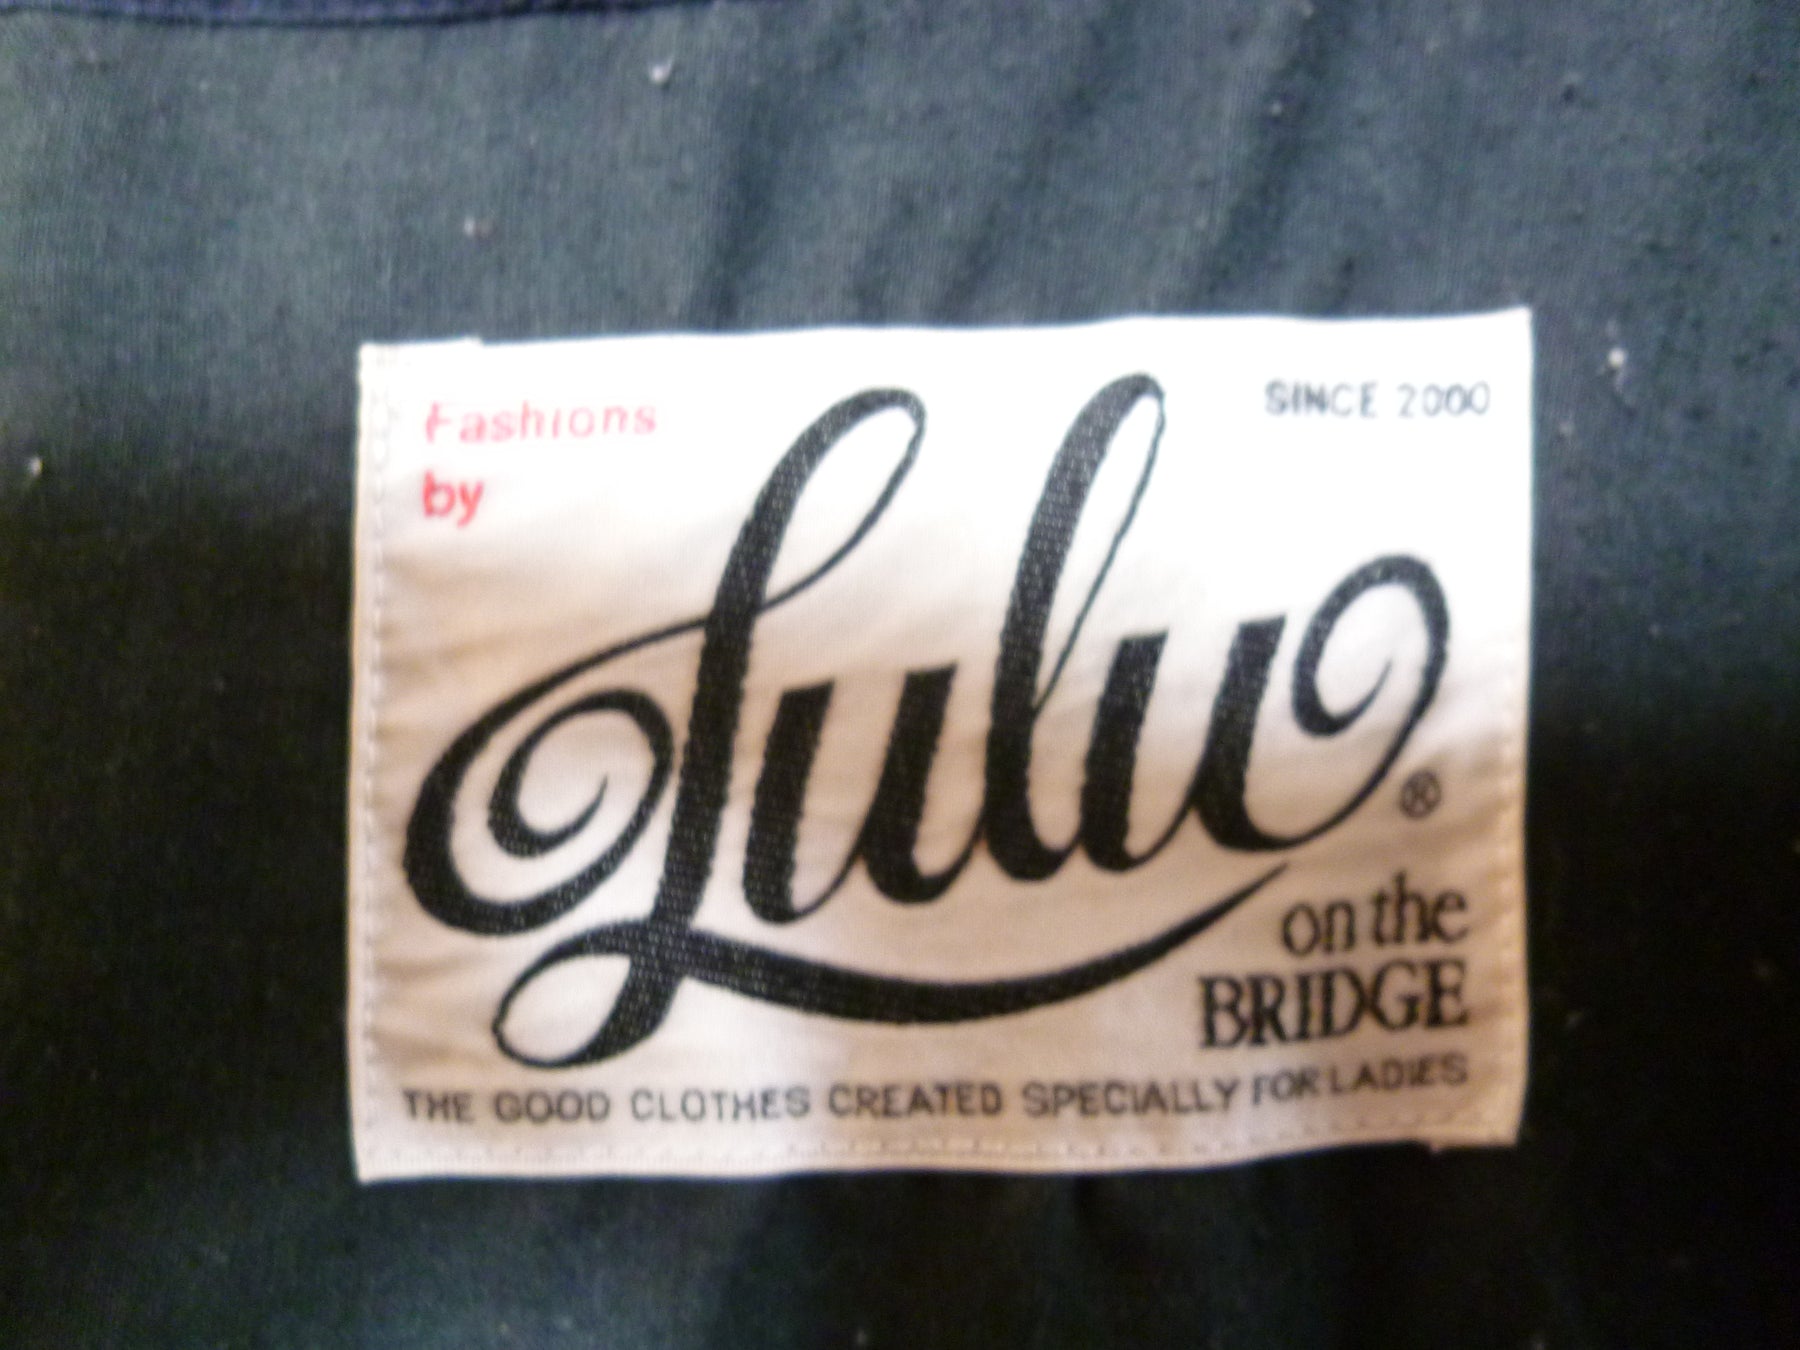 Fashions
by
SINCE 2000
Lulu®
on the
BRIDGE
THE GOOD CLOTHES CREATED SPECIALLY FOR LADIES